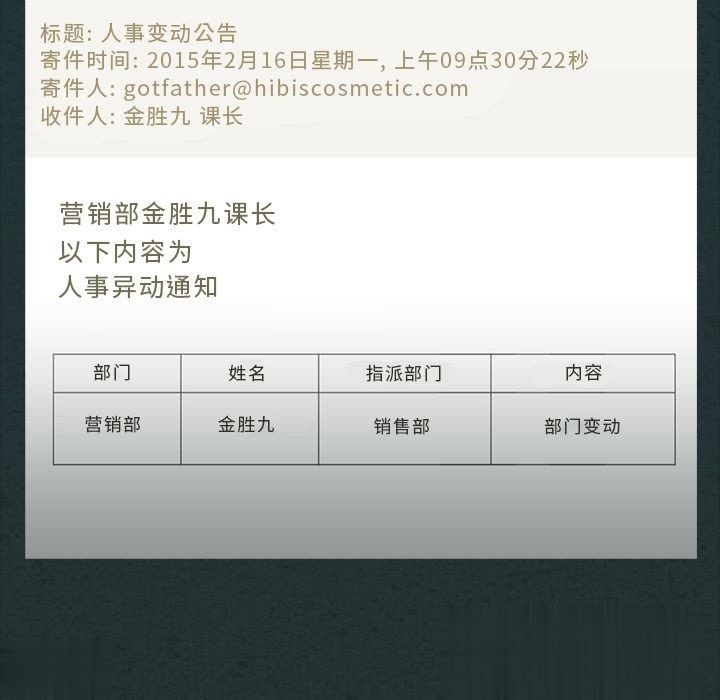 标题: 人事变动公告
寄件时间: 2015年2月16日星期一, 上午09点30分22秒
寄件人: gotfather@hibiscosmetic.com
收件人: 金胜九 课长
营销部金胜九课长
以下内容为
人事异动通知
部门 姓名 指派部门 内容
营销部 金胜九 销售部 部门变动